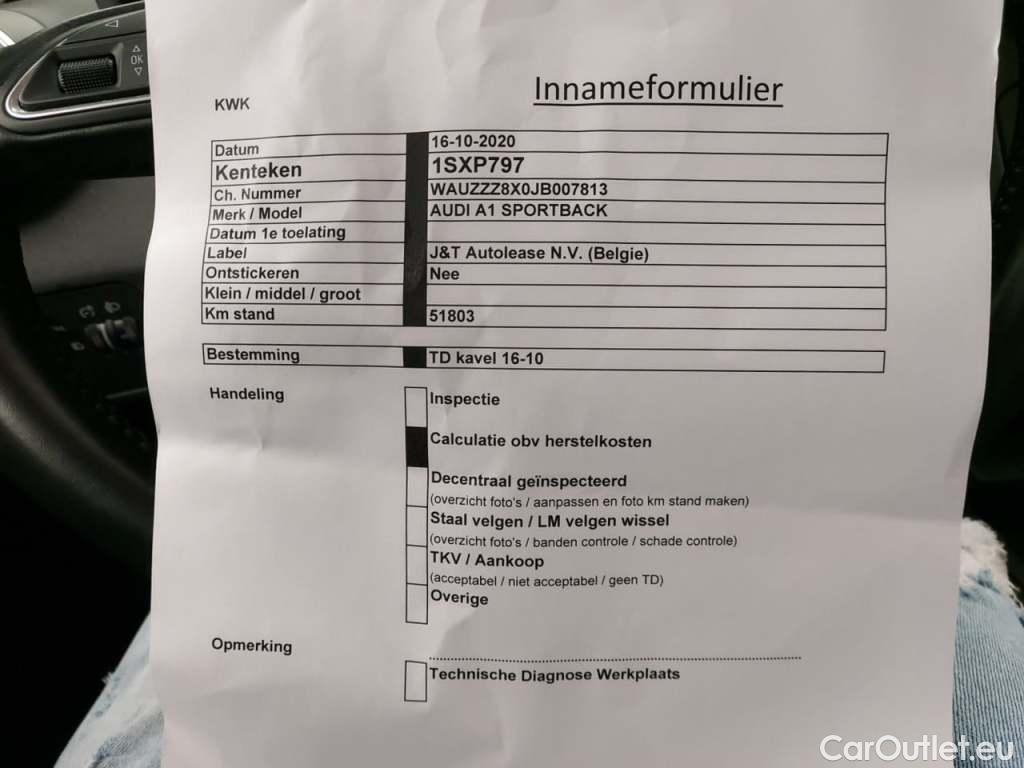 OK
KWK
Innameformulier
Datum 16-10-2020
Kenteken 1SXP797
Ch. Nummer WAUZZZ8X0JB007813
Merk / Model AUDI A1 SPORTBACK
Datum 1e toelating
Label J&T Autolease N.V. (Belgie)
Ontstickeren Nee
Klein / middel / groot
Km stand 51803
Bestemming TD kavel 16-10
Handeling
Inspectie
Calculatie obv herstelkosten
Decentraal geïnspecteerd
(overzicht foto's / aanpassen en foto km stand maken)
Staal velgen / LM velgen wissel
(overzicht foto's / banden controle / schade controle)
TKV / Aankoop
(acceptabel / niet acceptabel / geen TD)
Overige
Opmerking
Technische Diagnose Werkplaats
CarOutlet.eu